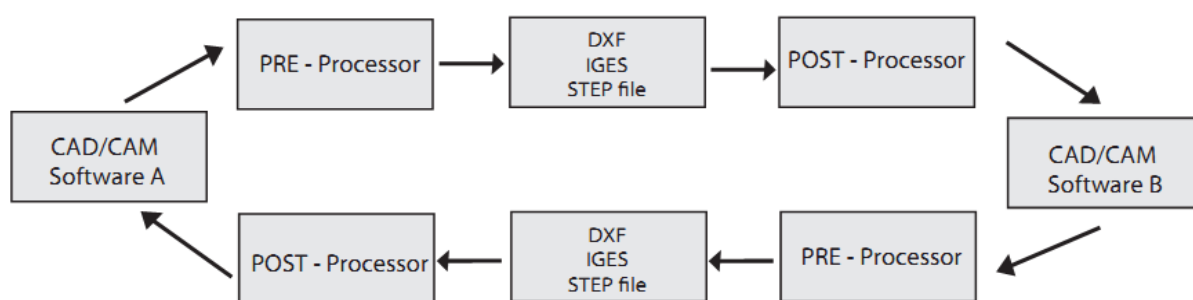 PRE - Processor
DXF
IGES
STEP file
POST - Processor
CAD/CAM
Software A
CAD/CAM
Software B
POST - Processor
DXF
IGES
STEP file
PRE - Processor